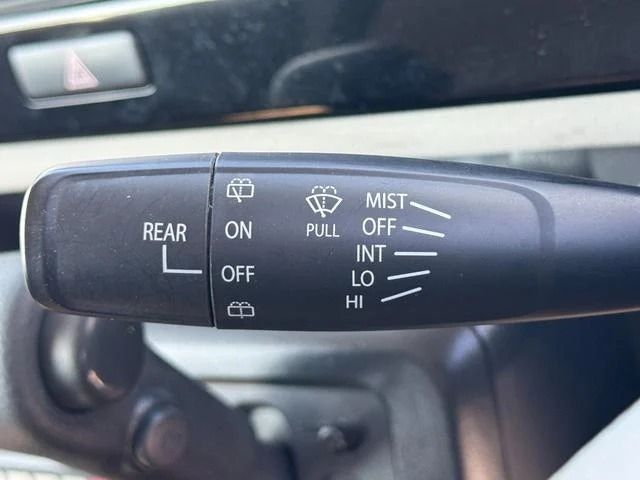 REAR
ON
OFF
PULL
MIST
OFF
INT
LO
HI